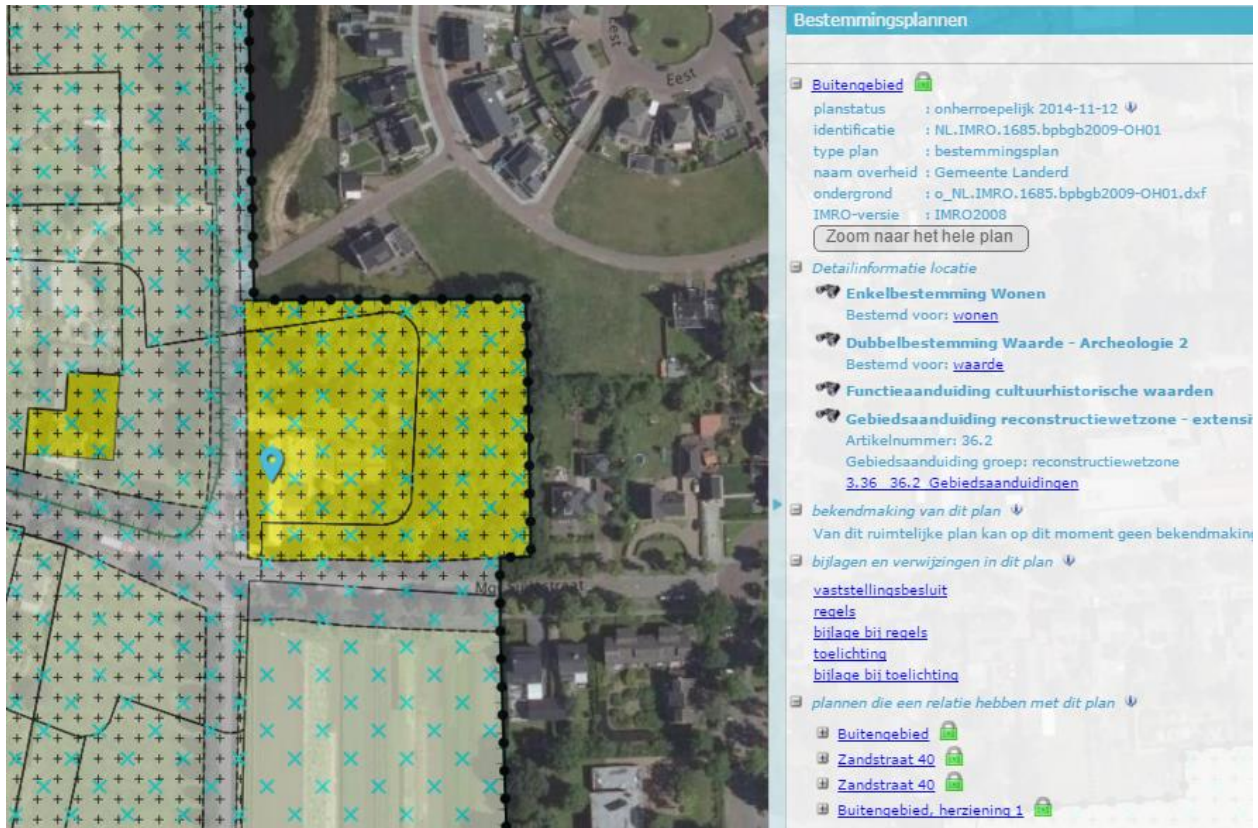 Eest
Eest
Bestemmingsplannen
Buitengebied
planstatus : onherroepelijk 2014-11-12
identificatie : NL.IMRO.1685.bpbgb2009-OH01
type plan : bestemmingsplan
naam overheid : Gemeente Landerd
ondergrond : o_NL.IMRO.1685.bpbgb2009-OH01.dxf
IMRO-versie : IMRO2008
Zoom naar het hele plan
Detailinformatie locatie
Enkelbestemming Wonen
Bestemd voor: wonen
Dubbelbestemming Waarde - Archeologie 2
Bestemd voor: waarde
Functieaanduiding cultuurhistorische waarden
Gebiedsaanduiding reconstructiewetzone - extensi
Artikelnummer: 36.2
Gebiedsaanduiding groep: reconstructiewetzone
3.36 36.2 Gebiedsaanduidingen
bekendmaking van dit plan
Van dit ruimtelijke plan kan op dit moment geen bekendmaking
bijlagen en verwijzingen in dit plan
vaststellingsbesluit
regels
bijlage bij regels
toelichting
bijlage bij toelichting
plannen die een relatie hebben met dit plan
Buitengebied
Zandstraat 40
Zandstraat 40
Buitengebied, herziening 1